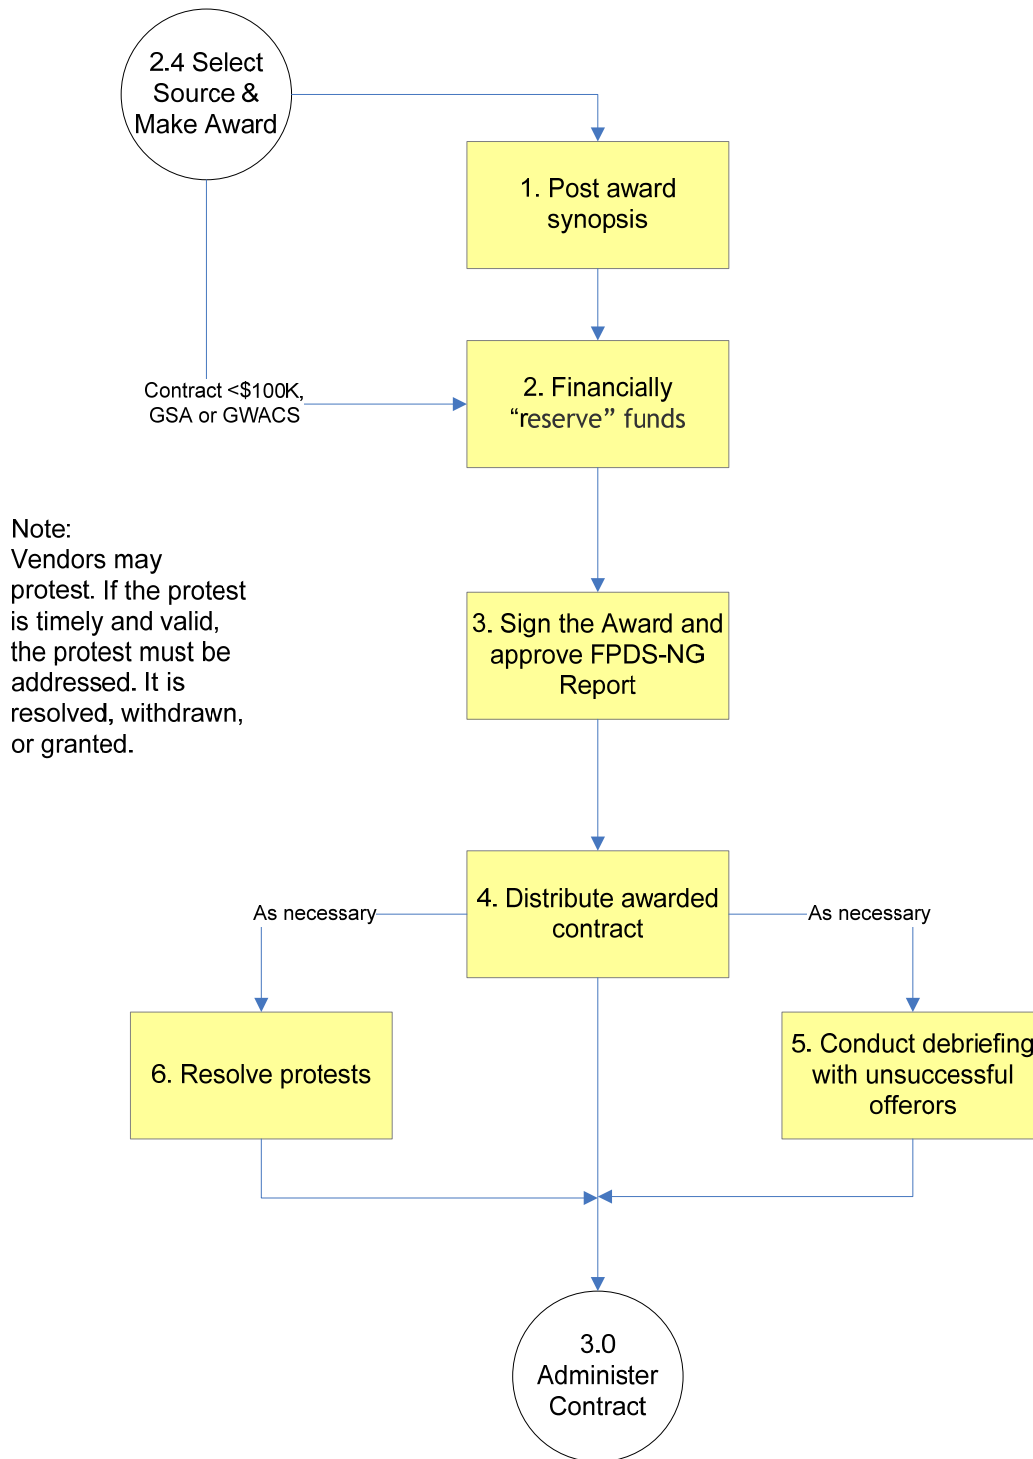 2.4 Select
Source &
Make Award
1. Post award
synopsis
Contract <$100K,
GSA or GWACS
2. Financially
“reserve” funds
Note:
Vendors may
protest. If the protest
is timely and valid,
the protest must be
addressed. It is
resolved, withdrawn,
or granted.
3. Sign the Award and
approve FPDS-NG
Report
4. Distribute awarded
contract
As necessary
As necessary
6. Resolve protests
5. Conduct debriefing
with unsuccessful
offerors
3.0
Administer
Contract